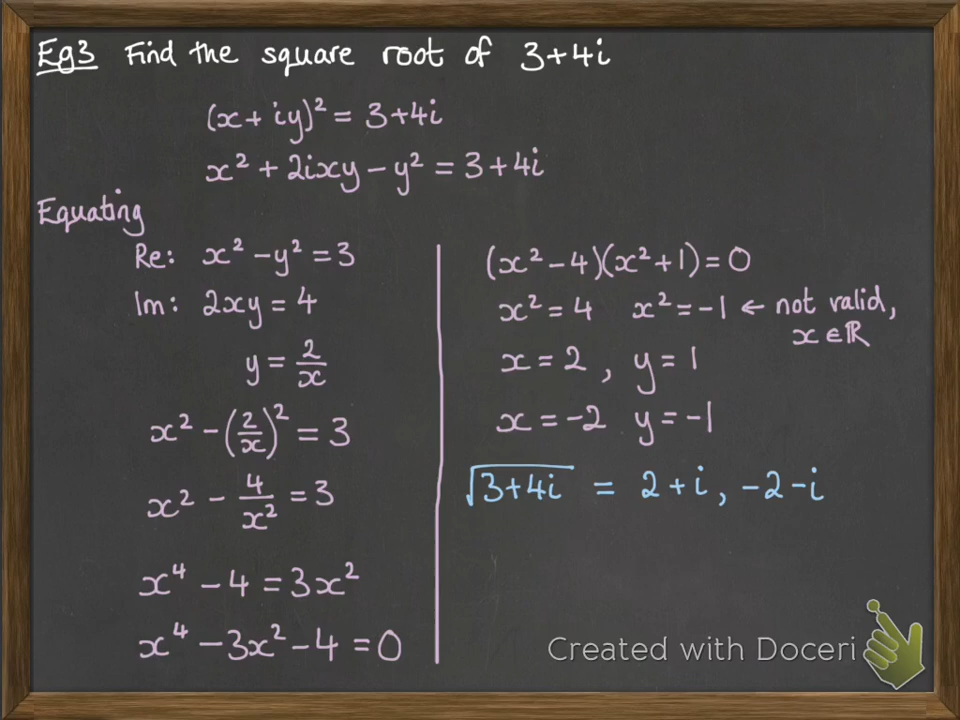 Eg3 Find the square root of 3+4i
(x + iy)² = 3+4i
x² + 2ixy − y² = 3+4i
Equating
Re: x² − y² = 3
Im: 2xy = 4
y = 2/x
x² − (2/x)² = 3
x² − 4/x² = 3
x⁴ − 4 = 3x²
x⁴ − 3x² − 4 = 0
(x² − 4)(x² + 1) = 0
x² = 4 x² = −1 ← not valid,
x ∈ ℝ
x = 2 , y = 1
x = −2 y = −1
√(3+4i) = 2+i, −2−i
Created with Doceri